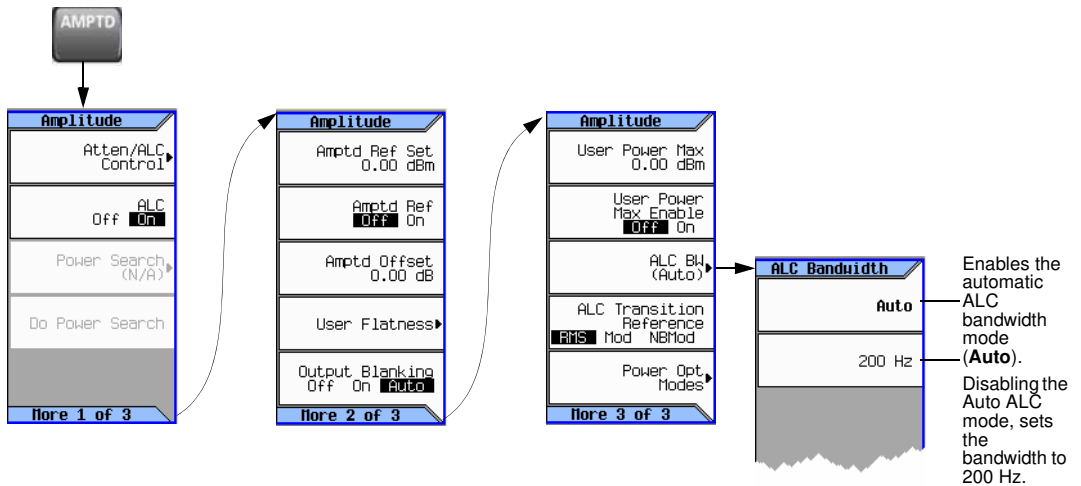 AMPTD
Amplitude
Atten/ALC
Control
ALC
Off On
Power Search
(N/A)
Do Power Search
More 1 of 3
Amplitude
Amptd Ref Set
0.00 dBm
Amptd Ref
Off On
Amptd Offset
0.00 dB
User Flatness
Output Blanking
Off On Auto
More 2 of 3
Amplitude
User Power Max
0.00 dBm
User Power
Max Enable
Off On
ALC BW
(Auto)
ALC Transition
Reference
RMS Mod NBMod
Power Opt
Modes
More 3 of 3
ALC Bandwidth
Auto
200 Hz
Enables the
automatic
ALC
bandwidth
mode
(Auto).
Disabling the
Auto ALC
mode, sets
the
bandwidth to
200 Hz.